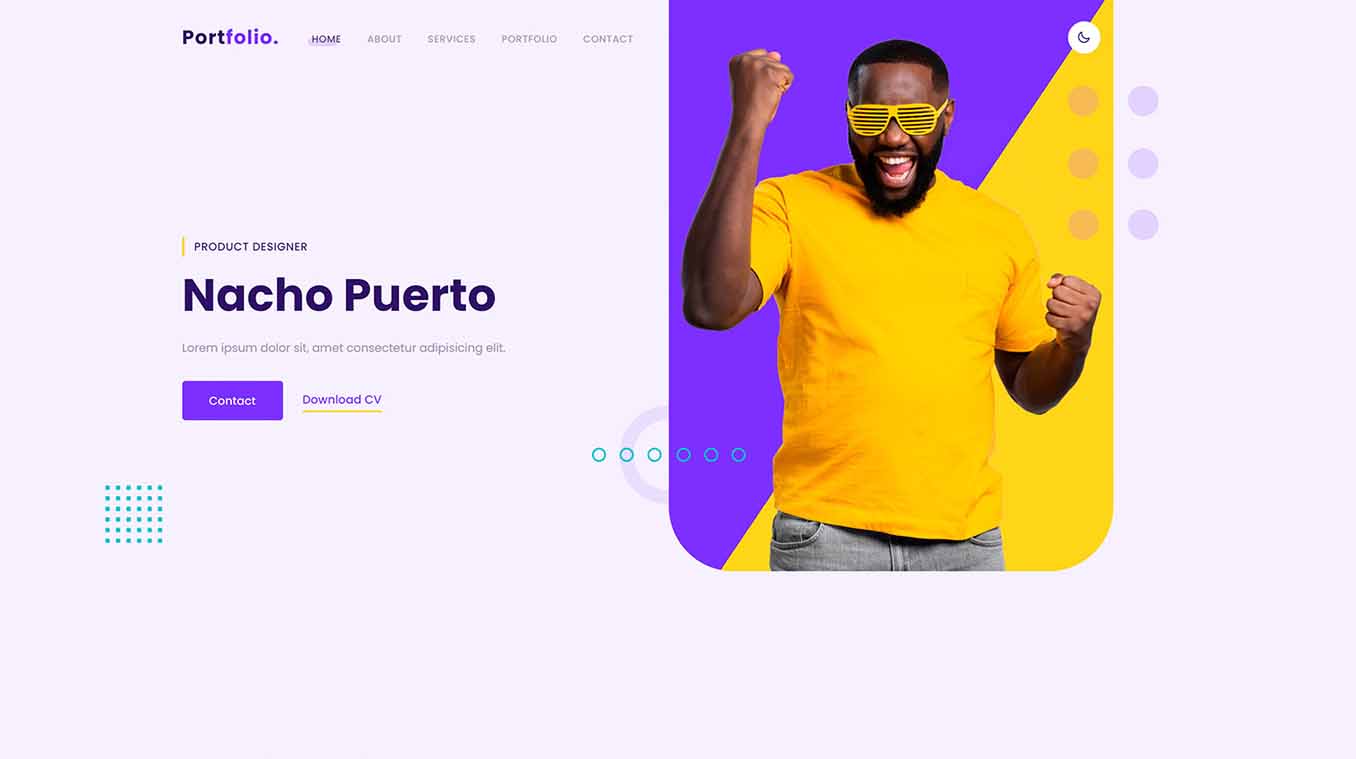 Portfolio.
HOME ABOUT SERVICES PORTFOLIO CONTACT
PRODUCT DESIGNER
Nacho Puerto
Lorem ipsum dolor sit, amet consectetur adipisicing elit.
Contact
Download CV